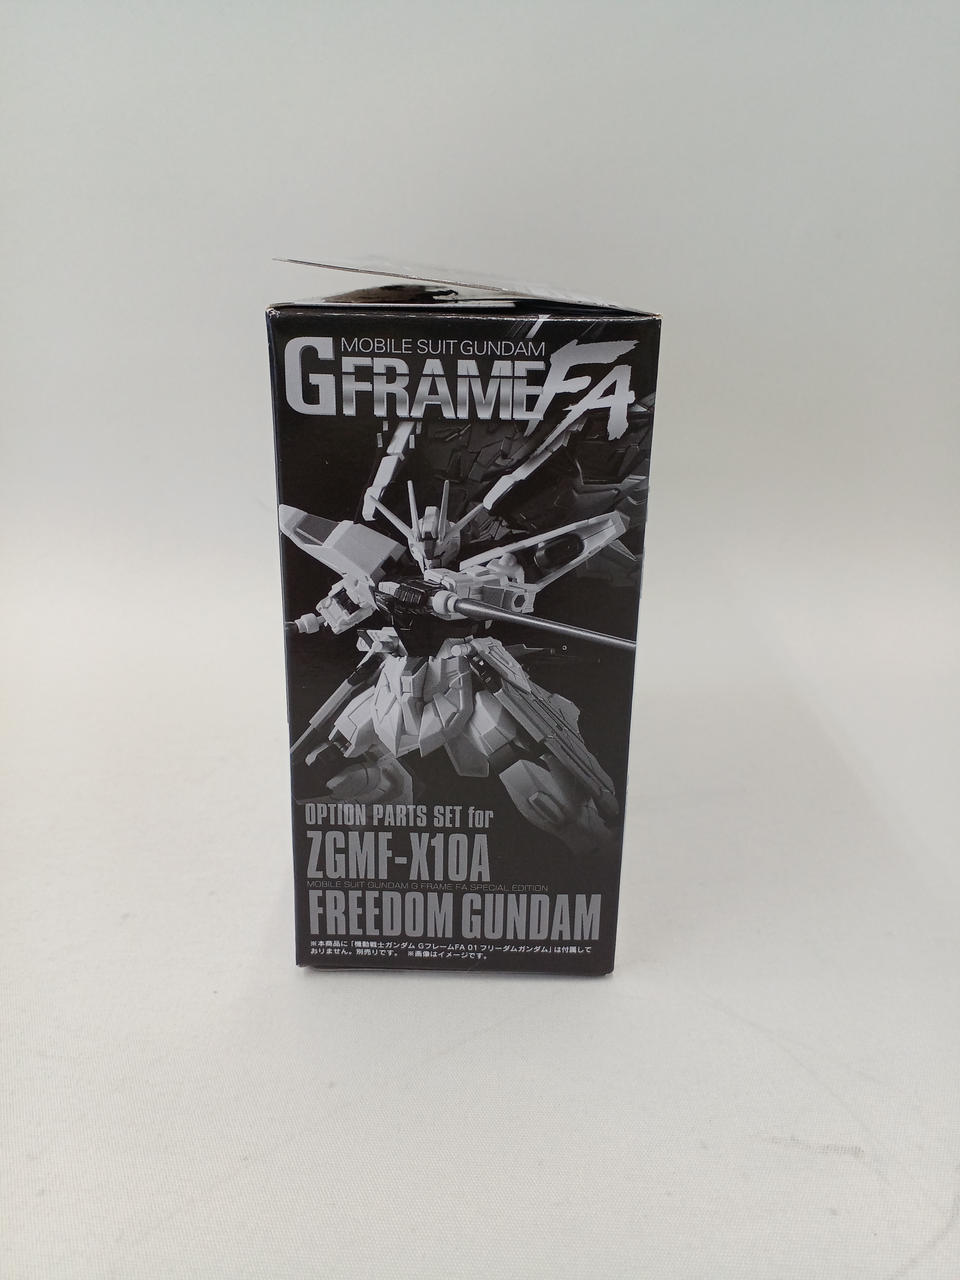 MOBILE SUIT GUNDAM
G FRAME FA
OPTION PARTS SET for
ZGMF-X10A
MOBILE SUIT GUNDAM G FRAME FA SPECIAL EDITION
FREEDOM GUNDAM
※本商品に「機動戦士ガンダム GフレームFA 01 フリーダムガンダム」は付属して
おりません。別売りです。 ※画像はイメージです。